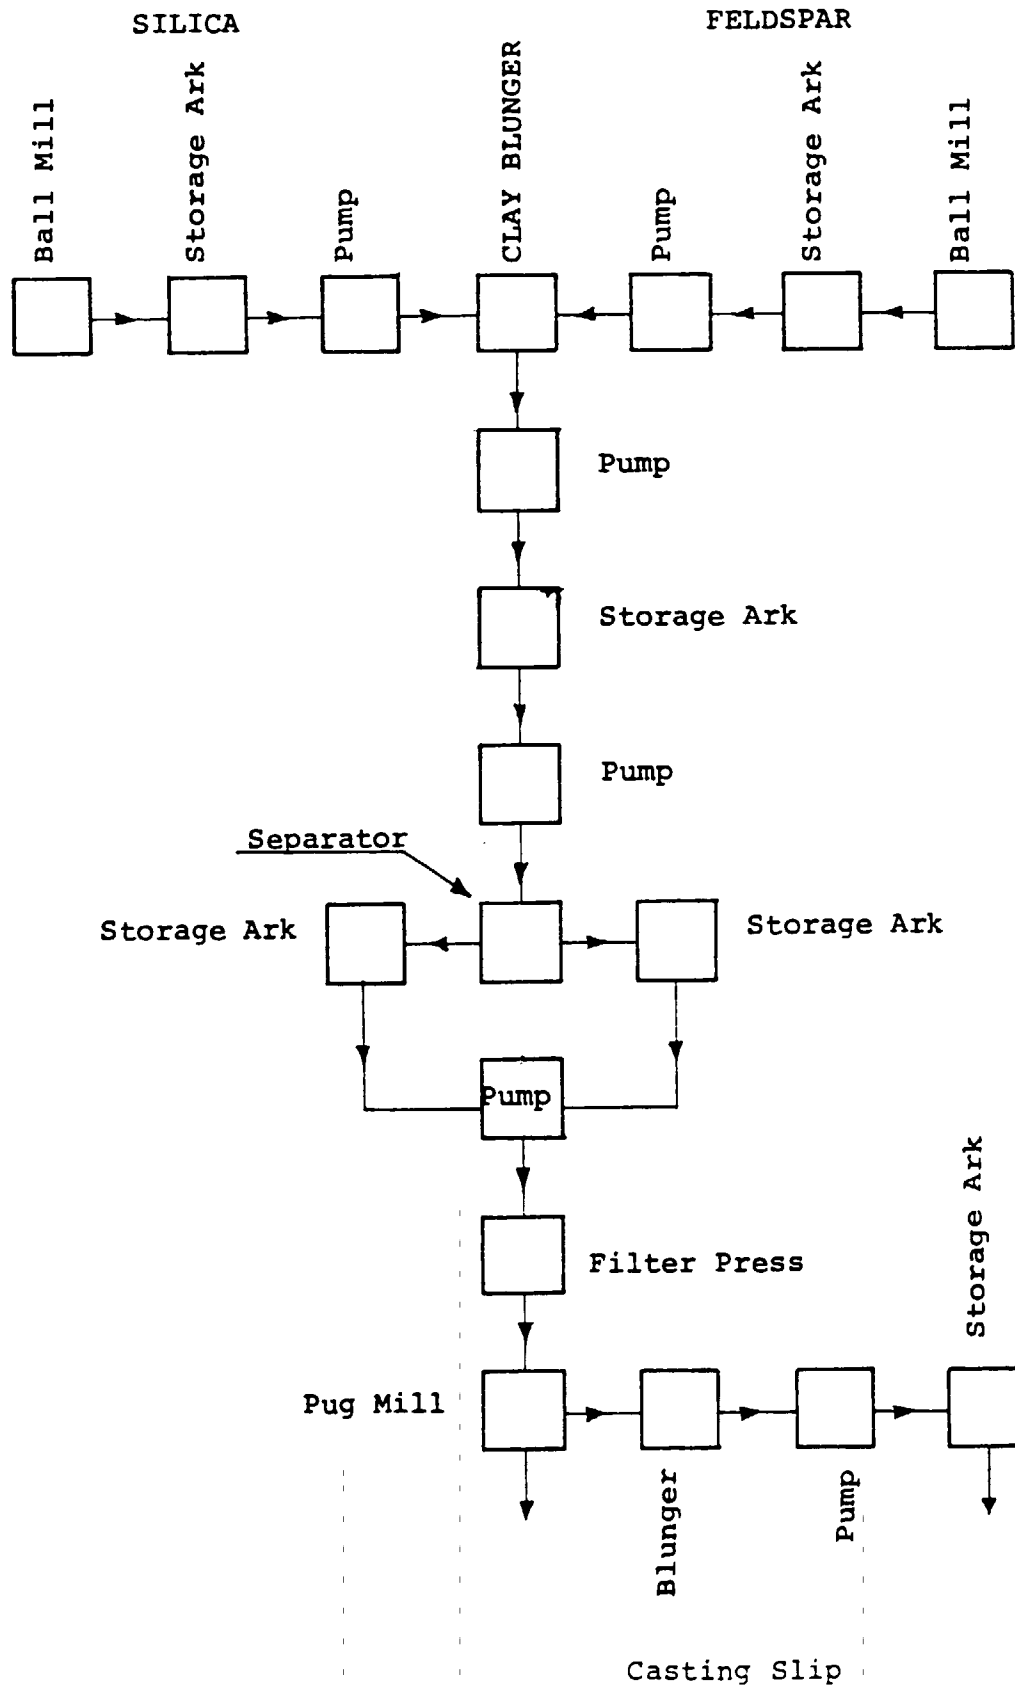 SILICA
FELDSPAR
Ball Mill
Storage Ark
Pump
CLAY BLUNGER
Pump
Storage Ark
Ball Mill
Pump
Storage Ark
Pump
Separator
Storage Ark
Storage Ark
Pump
Storage Ark
Filter Press
Pug Mill
Blunger
Pump
Casting Slip